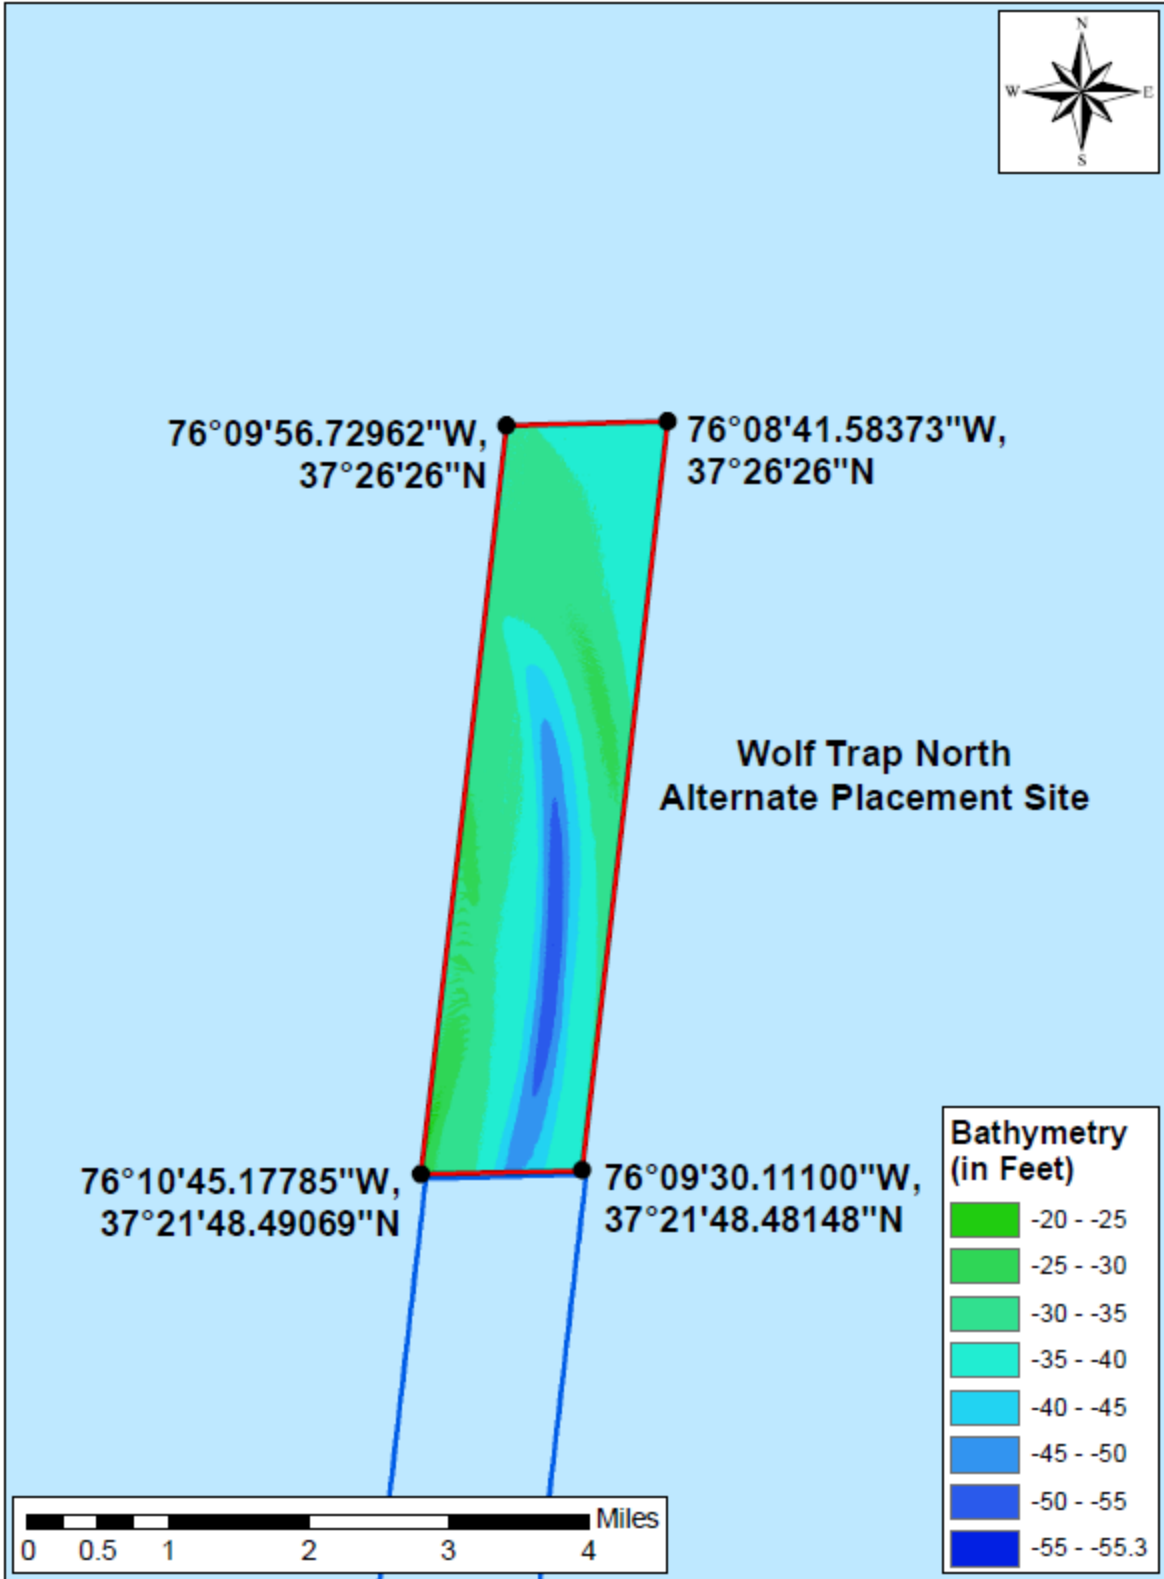 N
W
E
S
76°09'56.72962"W,
37°26'26"N
76°08'41.58373"W,
37°26'26"N
Wolf Trap North
Alternate Placement Site
76°10'45.17785"W,
37°21'48.49069"N
76°09'30.11100"W,
37°21'48.48148"N
Bathymetry
(in Feet)
-20 - -25
-25 - -30
-30 - -35
-35 - -40
-40 - -45
-45 - -50
-50 - -55
-55 - -55.3
Miles
0 0.5 1 2 3 4